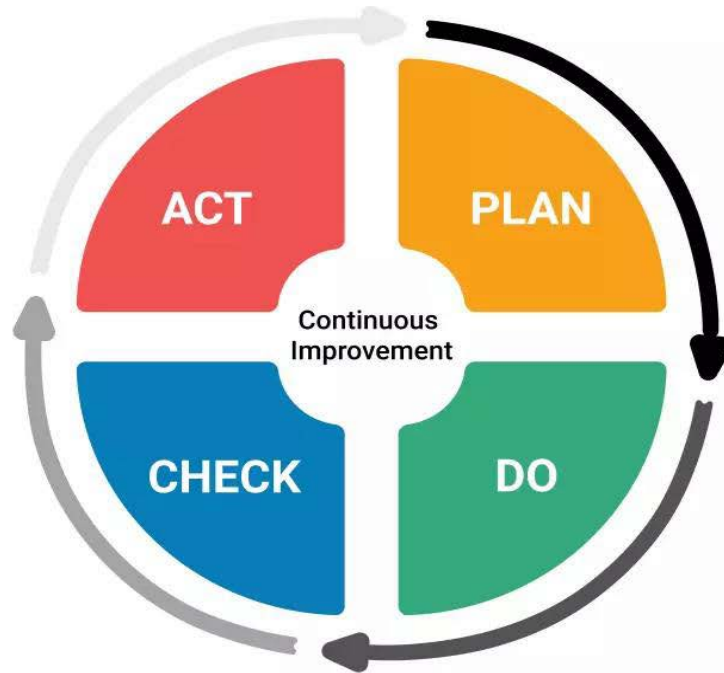 ACT
PLAN
Continuous
Improvement
CHECK
DO